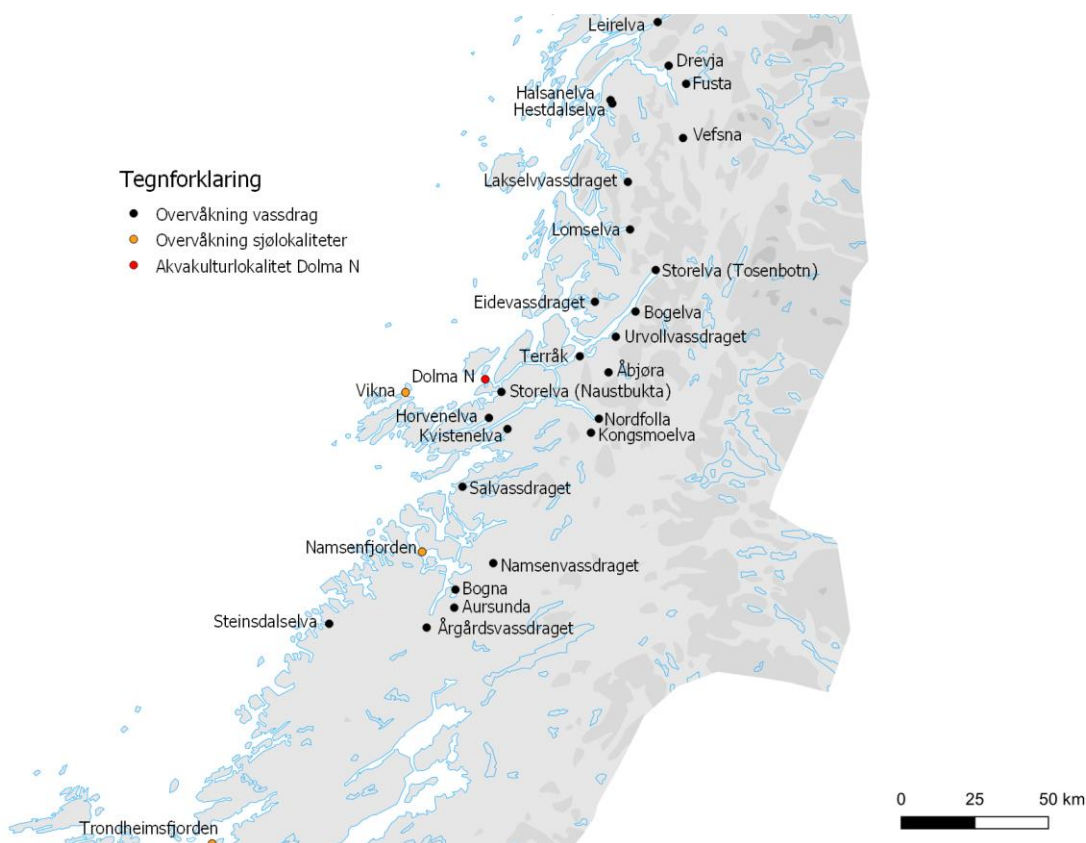 Leirelva
Drevja
Fusta
Halsanelva
Hestdalselva
Vefsna
Tegnforklaring
Overvåkning vassdrag
Overvåkning sjølokaliteter
Akvakulturlokalitet Dolma N
Lakselvvassdraget
Lomselva
Storelva (Tosenbotn)
Eidevassdraget
Bogelva
Urvollvassdraget
Terråk
Åbjøra
Dolma N
Vikna
Storelva (Naustbukta)
Horvenelva
Nordfolla
Kvistenelva
Kongsmoelva
Salvassdraget
Namsenfjorden
Namsenvassdraget
Bogna
Aursunda
Steinsdalselva
Årgårdsvassdraget
0 25 50 km
Trondheimsfjorden